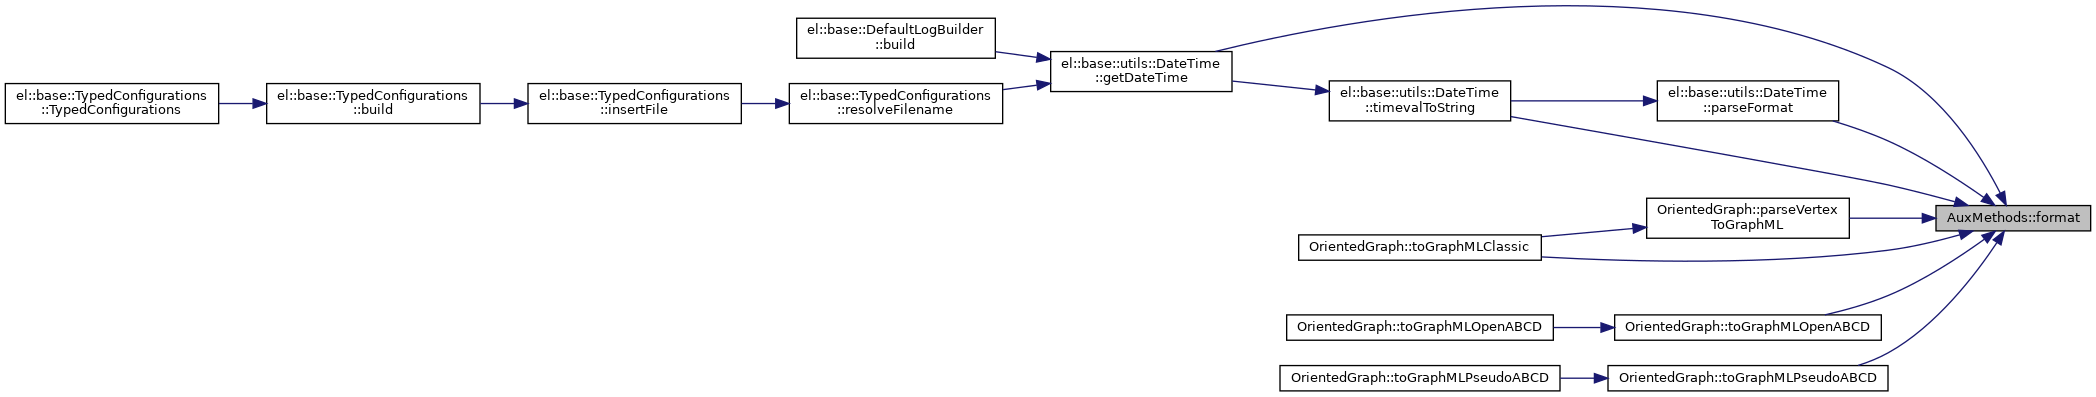 el::base::DefaultLogBuilder
::build
el::base::utils::DateTime
::getDateTime
el::base::TypedConfigurations
::TypedConfigurations
el::base::TypedConfigurations
::build
el::base::TypedConfigurations
::insertFile
el::base::TypedConfigurations
::resolveFilename
el::base::utils::DateTime
::timevalToString
el::base::utils::DateTime
::parseFormat
OrientedGraph::parseVertex
ToGraphML
AuxMethods::format
OrientedGraph::toGraphMLClassic
OrientedGraph::toGraphMLOpenABCD
OrientedGraph::toGraphMLOpenABCD
OrientedGraph::toGraphMLPseudoABCD
OrientedGraph::toGraphMLPseudoABCD